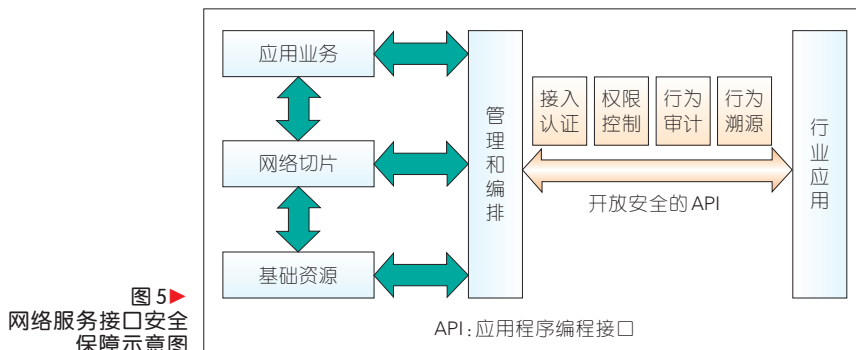 应用业务
网络切片
基础资源
管理和编排
接入
认证
权限
控制
行为
审计
行为
溯源
开放安全的API
行业应用
API:应用程序编程接口
图5▶
网络服务接口安全
保障示意图